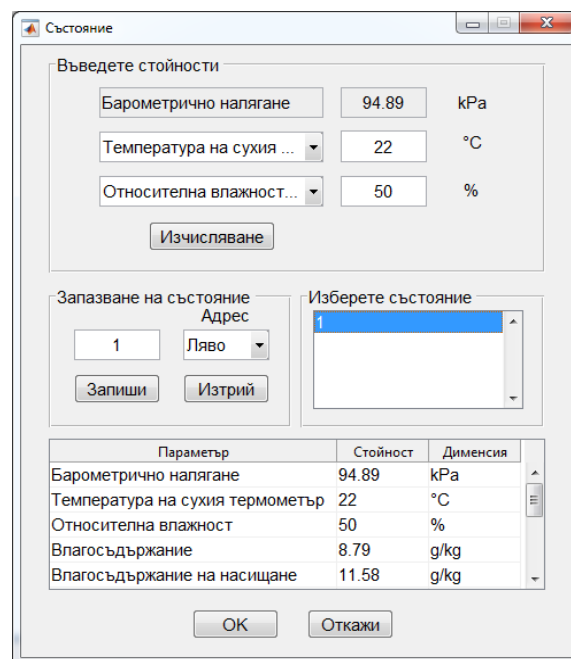 Състояние
Въведете стойности
Барометрично налягане 94.89 kPa
Температура на сухия ... 22 °C
Относителна влажност... 50 %
Изчисляване
Запазване на състояние
Адрес
1 Ляво
Запиши Изтрий
Изберете състояние
1
Параметър Стойност Дименсия
Барометрично налягане 94.89 kPa
Температура на сухия термометър 22 °C
Относителна влажност 50 %
Влагосъдържание 8.79 g/kg
Влагосъдържание на насищане 11.58 g/kg
OK Откажи